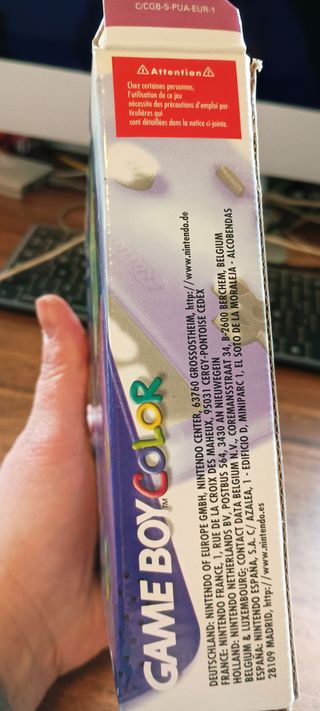 C/CGB-S-PUA-EUR-1
⚠Attention⚠
Chez certaines personnes,
l'utilisation de ce jeu
nécessite des précautions d'emploi par-
ticulières qui
sont détaillées dans la notice ci-jointe.
GAME BOY COLOR™
DEUTSCHLAND: NINTENDO OF EUROPE GMBH, NINTENDO CENTER, 63760 GROSSOSTHEIM, http://www.nintendo.de
FRANCE: NINTENDO FRANCE, 1, RUE DE LA CROIX DES MAHEUX, 95031 CERGY-PONTOISE CEDEX
HOLLAND: NINTENDO NETHERLANDS BV, POSTBUS 564, 3430 AN NIEUWEGEIN
BELGIUM & LUXEMBOURG: CONTACT DATA BELGIUM N.V., COREMANSSTRAAT 34, B-2600 BERCHEM, BELGIUM
ESPAÑA: NINTENDO ESPAÑA, S.A. C/ AZALEA, 1 - EDIFICIO D, MINIPARC 1, EL SOTO DE LA MORALEJA - ALCOBENDAS
28109 MADRID, http://www.nintendo.es